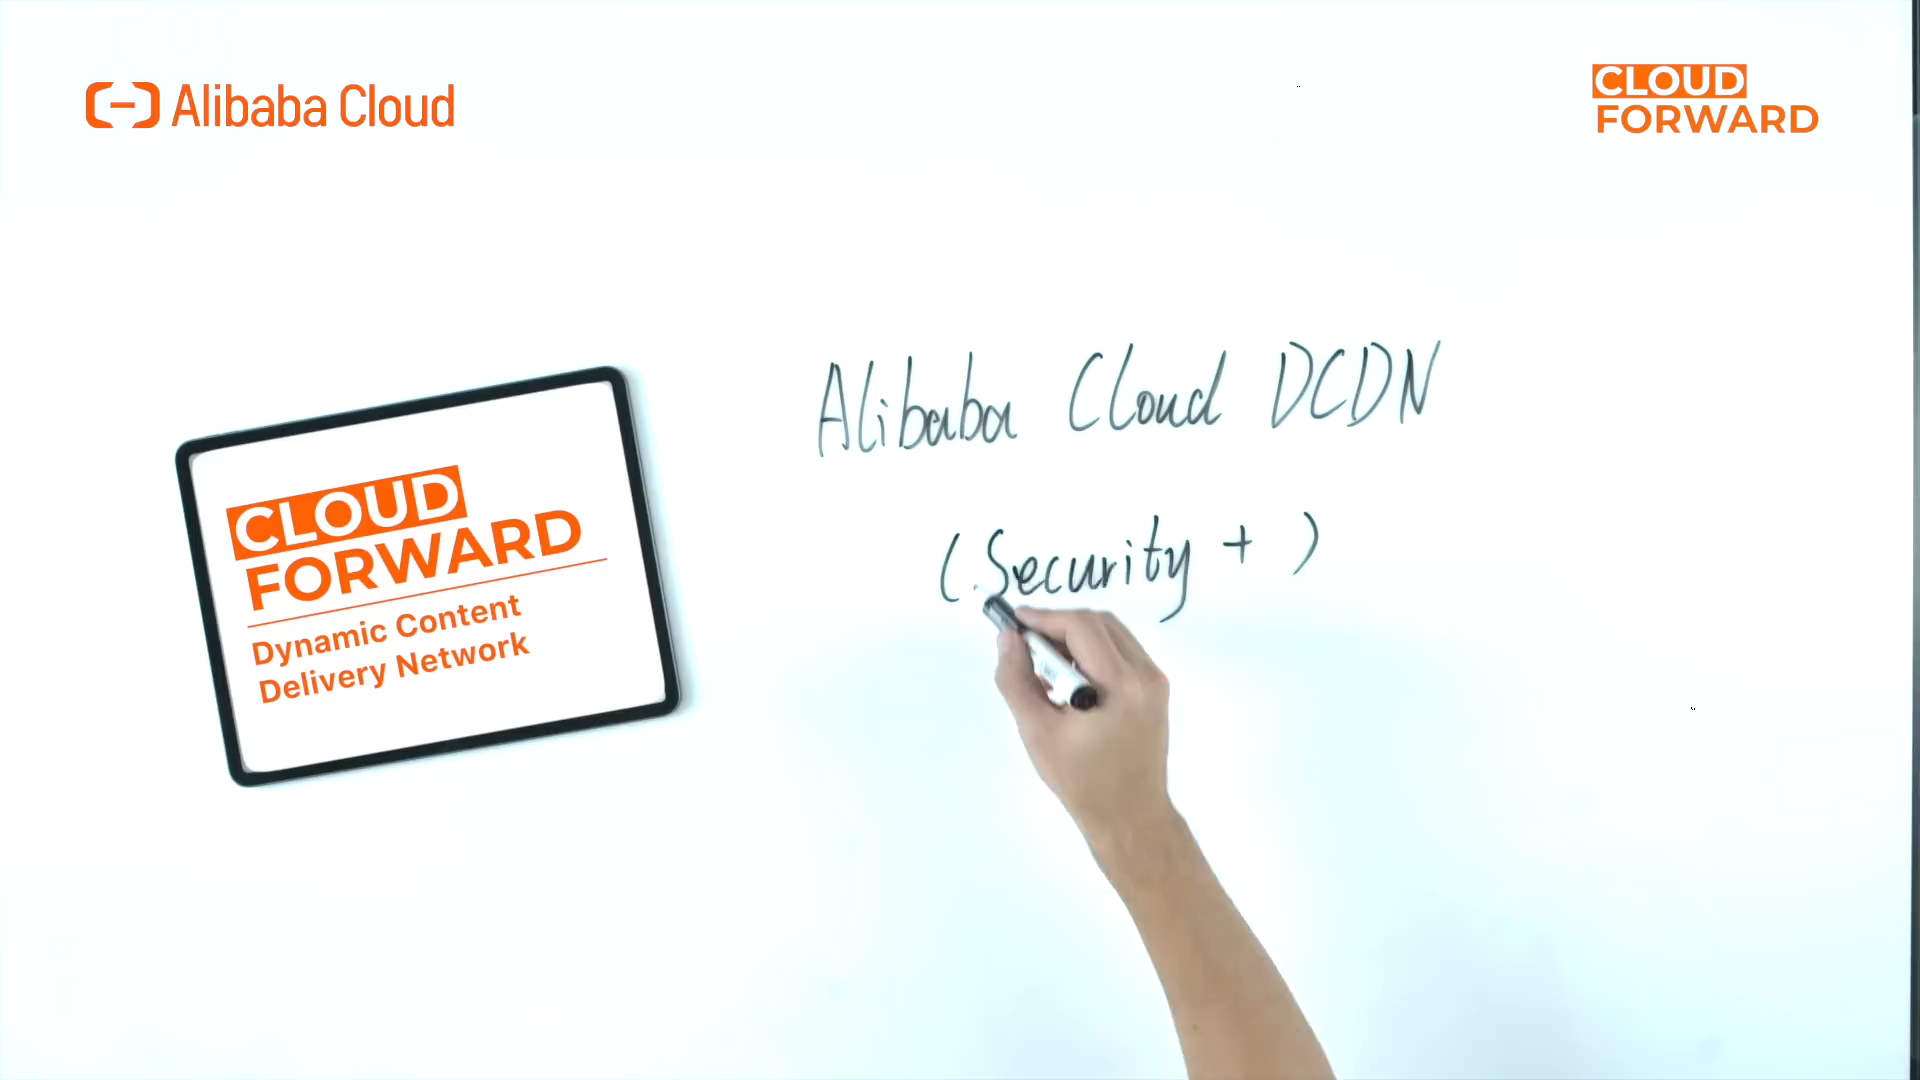 Alibaba Cloud
CLOUD
FORWARD
Alibaba Cloud DCDN
(Security + )
CLOUD
FORWARD
Dynamic Content
Delivery Network